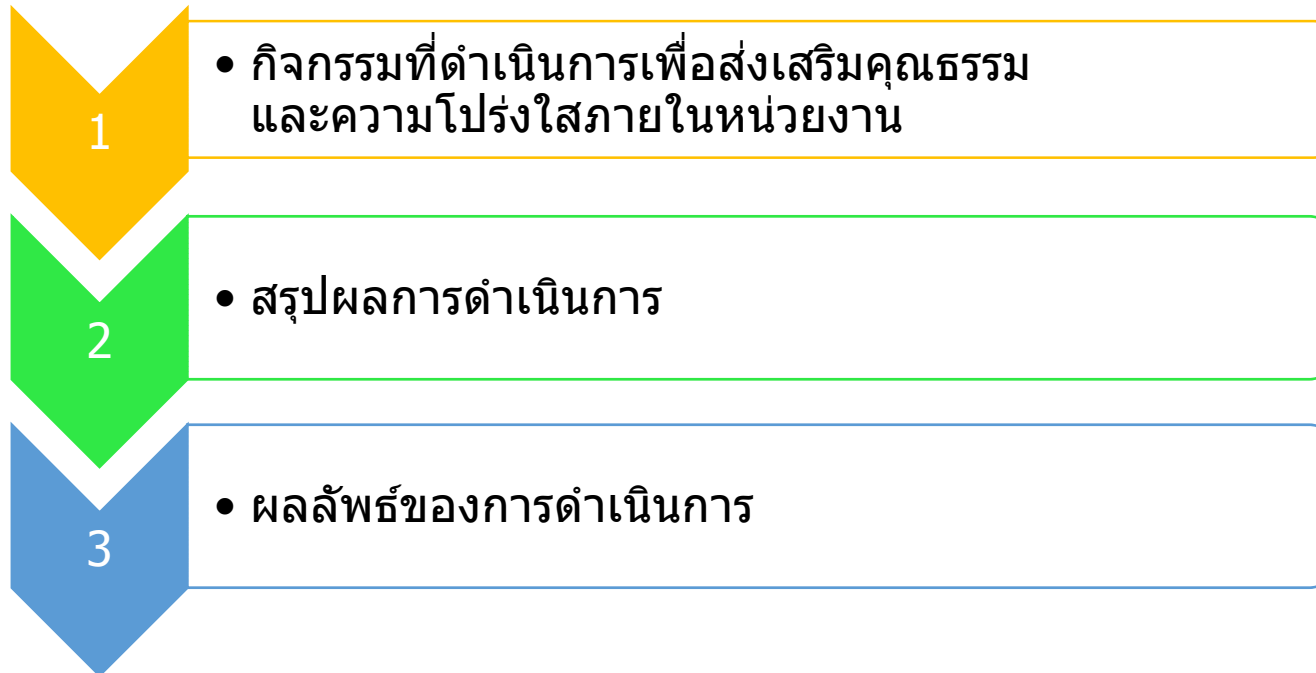 1
• กิจกรรมที่ดำเนินการเพื่อส่งเสริมคุณธรรม
และความโปร่งใสภายในหน่วยงาน
2
• สรุปผลการดำเนินการ
3
• ผลลัพธ์ของการดำเนินการ